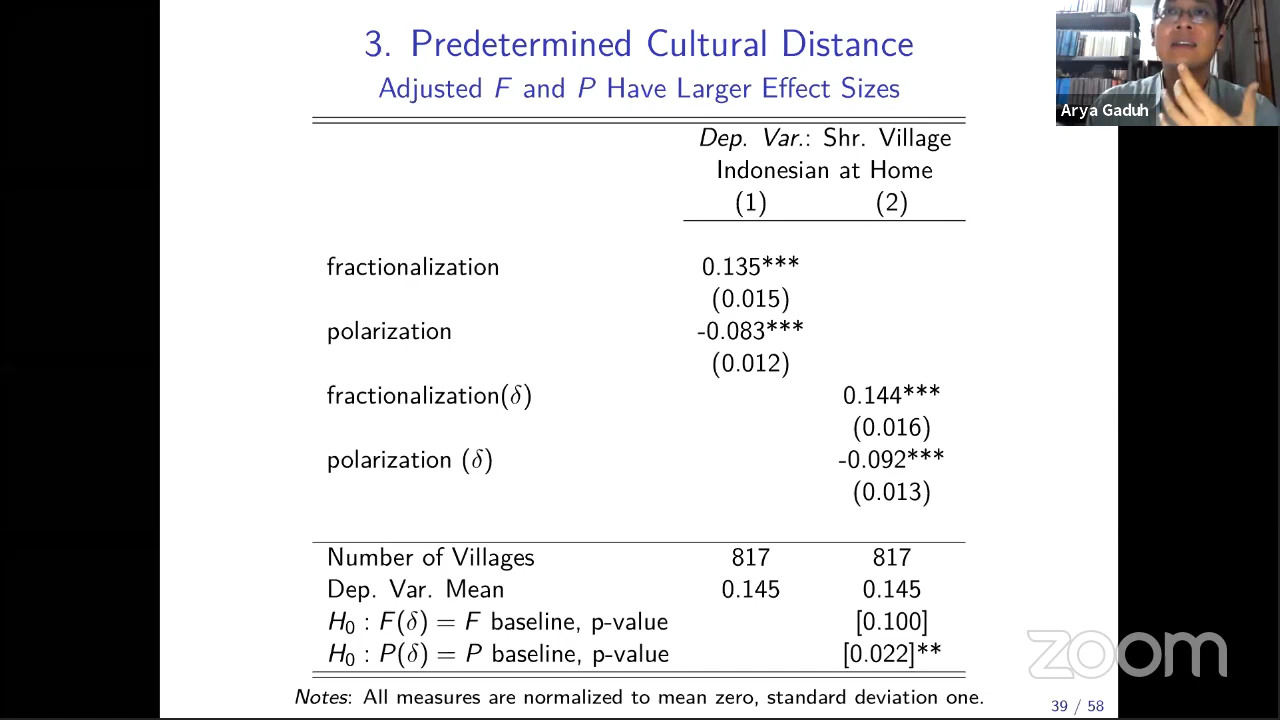 3. Predetermined Cultural Distance
Adjusted F and P Have Larger Effect Sizes
Arya Gaduh
Dep. Var.: Shr. Village
Indonesian at Home
(1) (2)
fractionalization 0.135***
(0.015)
polarization -0.083***
(0.012)
fractionalization(δ) 0.144***
(0.016)
polarization (δ) -0.092***
(0.013)
Number of Villages 817 817
Dep. Var. Mean 0.145 0.145
H₀ : F(δ) = F baseline, p-value [0.100]
H₀ : P(δ) = P baseline, p-value [0.022]**
Notes: All measures are normalized to mean zero, standard deviation one.
zoom
39 / 58